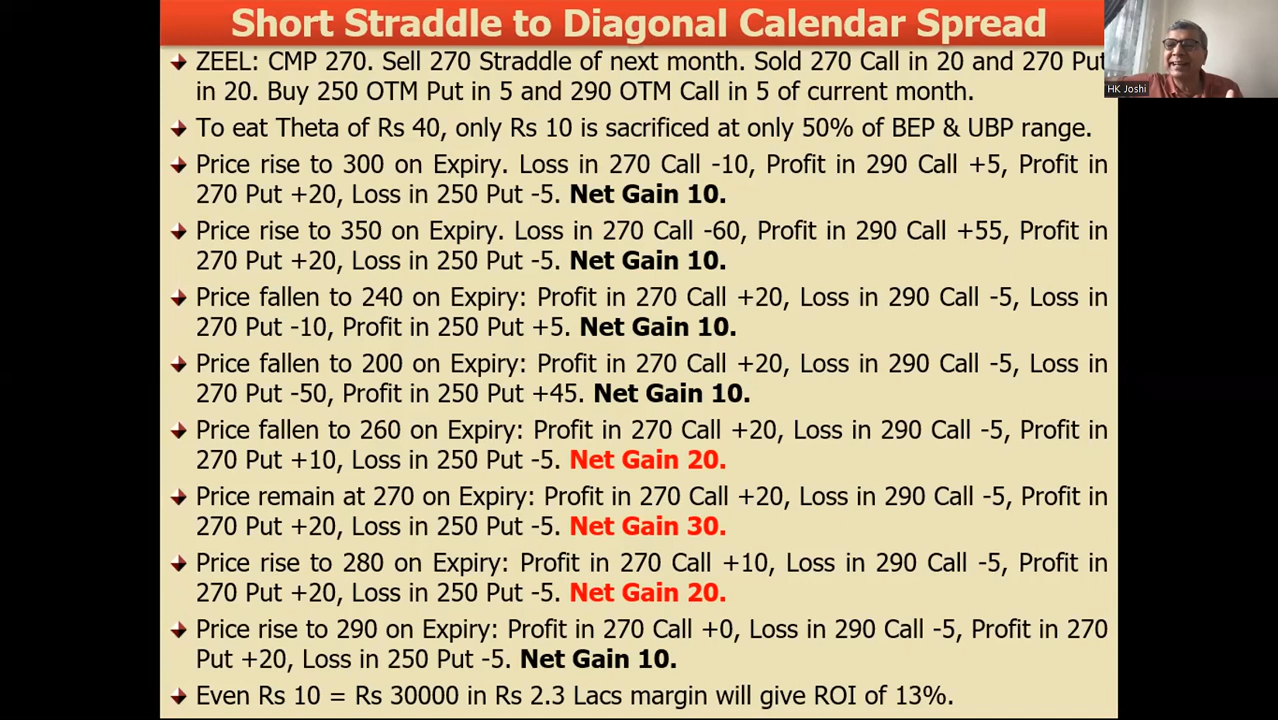 Short Straddle to Diagonal Calendar Spread
ZEEL: CMP 270. Sell 270 Straddle of next month. Sold 270 Call in 20 and 270 Put
in 20. Buy 250 OTM Put in 5 and 290 OTM Call in 5 of current month.
To eat Theta of Rs 40, only Rs 10 is sacrificed at only 50% of BEP & UBP range.
Price rise to 300 on Expiry. Loss in 270 Call -10, Profit in 290 Call +5, Profit in
270 Put +20, Loss in 250 Put -5. Net Gain 10.
Price rise to 350 on Expiry. Loss in 270 Call -60, Profit in 290 Call +55, Profit in
270 Put +20, Loss in 250 Put -5. Net Gain 10.
Price fallen to 240 on Expiry: Profit in 270 Call +20, Loss in 290 Call -5, Loss in
270 Put -10, Profit in 250 Put +5. Net Gain 10.
Price fallen to 200 on Expiry: Profit in 270 Call +20, Loss in 290 Call -5, Loss in
270 Put -50, Profit in 250 Put +45. Net Gain 10.
Price fallen to 260 on Expiry: Profit in 270 Call +20, Loss in 290 Call -5, Profit in
270 Put +10, Loss in 250 Put -5. Net Gain 20.
Price remain at 270 on Expiry: Profit in 270 Call +20, Loss in 290 Call -5, Profit in
270 Put +20, Loss in 250 Put -5. Net Gain 30.
Price rise to 280 on Expiry: Profit in 270 Call +10, Loss in 290 Call -5, Profit in
270 Put +20, Loss in 250 Put -5. Net Gain 20.
Price rise to 290 on Expiry: Profit in 270 Call +0, Loss in 290 Call -5, Profit in 270
Put +20, Loss in 250 Put -5. Net Gain 10.
Even Rs 10 = Rs 30000 in Rs 2.3 Lacs margin will give ROI of 13%.
HK Joshi